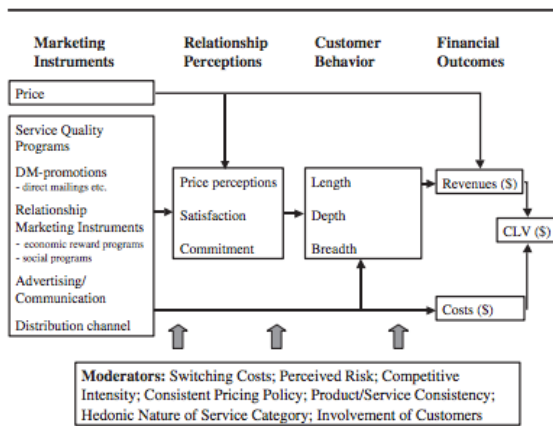 Marketing
Instruments
Relationship
Perceptions
Customer
Behavior
Financial
Outcomes
Price
Service Quality
Programs
DM-promotions
- direct mailings etc.
Relationship
Marketing Instruments
- economic reward programs
- social programs
Advertising/
Communication
Distribution channel
Price perceptions
Satisfaction
Commitment
Length
Depth
Breadth
Revenues ($)
CLV ($)
Costs ($)
Moderators: Switching Costs; Perceived Risk; Competitive
Intensity; Consistent Pricing Policy; Product/Service Consistency;
Hedonic Nature of Service Category; Involvement of Customers